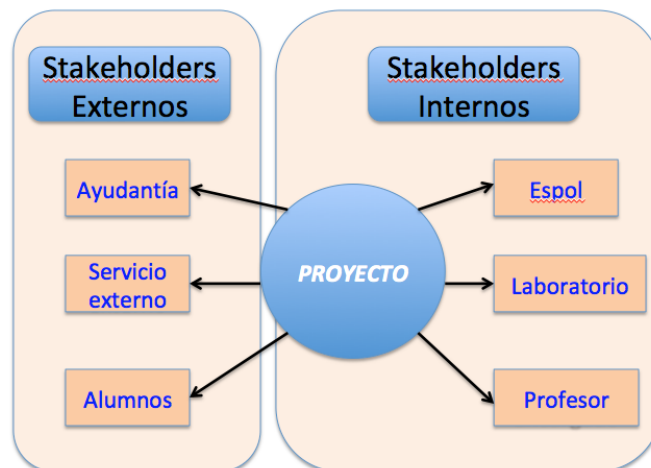 Stakeholders
Externos
Stakeholders
Internos
Ayudantía
Espol
PROYECTO
Servicio
externo
Laboratorio
Alumnos
Profesor